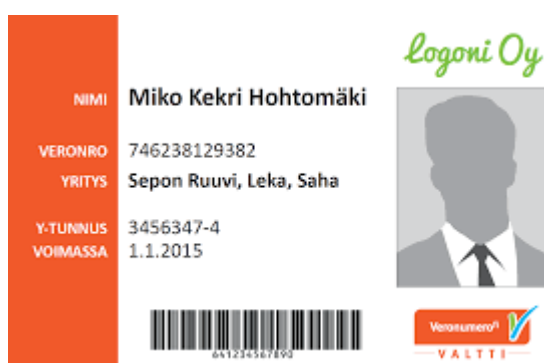 Logoni Oy
NIMI Miko Kekri Hohtomäki
VERONRO 746238129382
YRITYS Sepon Ruuvi, Leka, Saha
Y-TUNNUS 3456347-4
VOIMASSA 1.1.2015
641234567890
Veronumero.fi
VALTTI